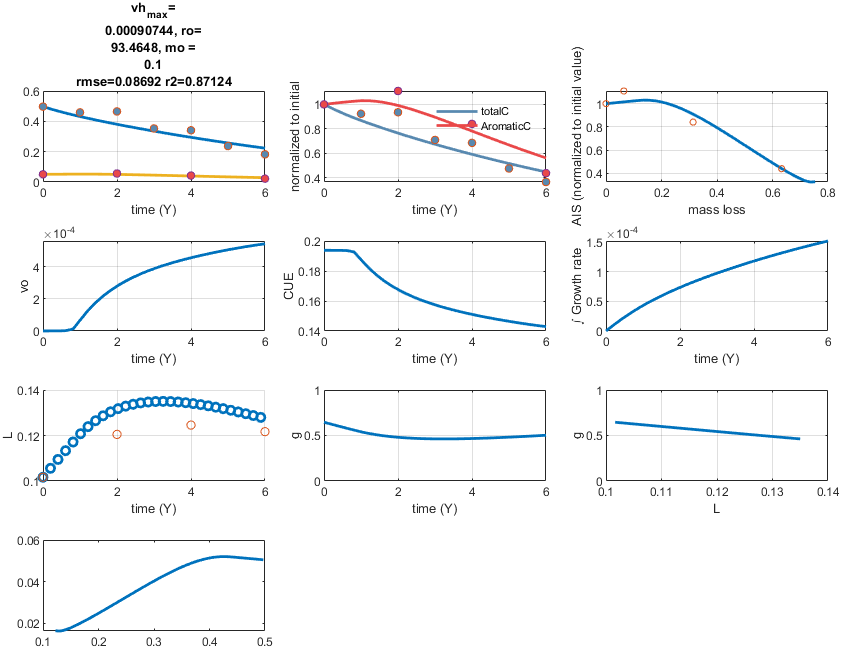 vh_max=
0.00090744, ro=
93.4648, mo =
0.1
rmse=0.08692 r2=0.87124
0.6
0.4
0.2
0
0 2 4 6
time (Y)
normalized to initial
1
0.8
0.6
0.4
totalC
AromaticC
0 2 4 6
time (Y)
AIS (normalized to initial value)
1
0.8
0.6
0.4
0 0.2 0.4 0.6 0.8
mass loss
×10^-4
vo
4
2
0
0 2 4 6
time (Y)
CUE
0.2
0.18
0.16
0.14
0 2 4 6
time (Y)
×10^-4
∫ Growth rate
1.5
1
0.5
0
0 2 4 6
time (Y)
L
0.14
0.12
0.1
0 2 4 6
time (Y)
g
1
0.5
0
0 2 4 6
time (Y)
g
1
0.5
0
0.1 0.11 0.12 0.13 0.14
L
0.06
0.04
0.02
0.1 0.2 0.3 0.4 0.5